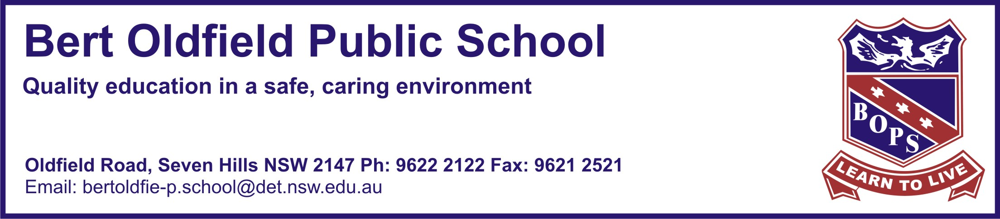 Bert Oldfield Public School
Quality education in a safe, caring environment
Oldfield Road, Seven Hills NSW 2147 Ph: 9622 2122 Fax: 9621 2521
Email: bertoldfie-p.school@det.nsw.edu.au
BOPS
LEARN TO LIVE